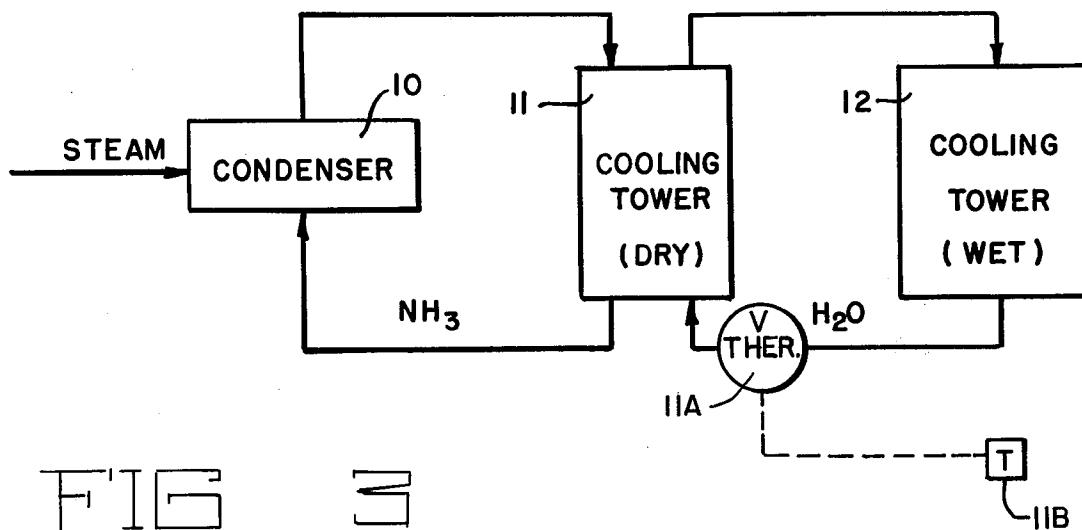 10
STEAM
CONDENSER
NH3
11
COOLING
TOWER
(DRY)
12
COOLING
TOWER
(WET)
V
THER.
H2O
11A
T
11B
FIG 3